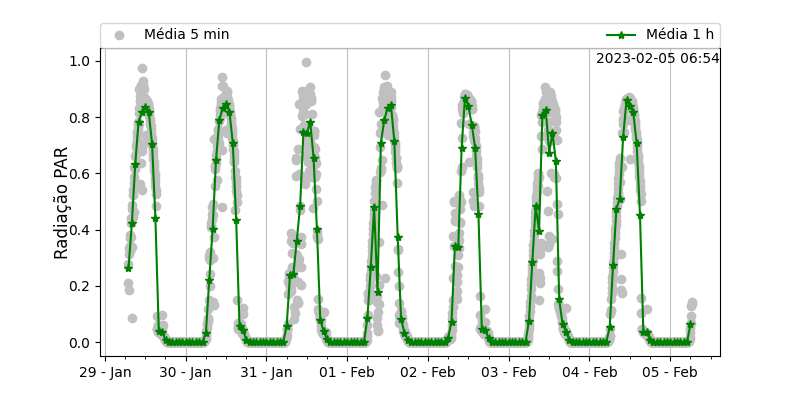 Média 5 min
Média 1 h
2023-02-05 06:54
Radiação PAR
1.0
0.8
0.6
0.4
0.2
0.0
29 - Jan
30 - Jan
31 - Jan
01 - Feb
02 - Feb
03 - Feb
04 - Feb
05 - Feb